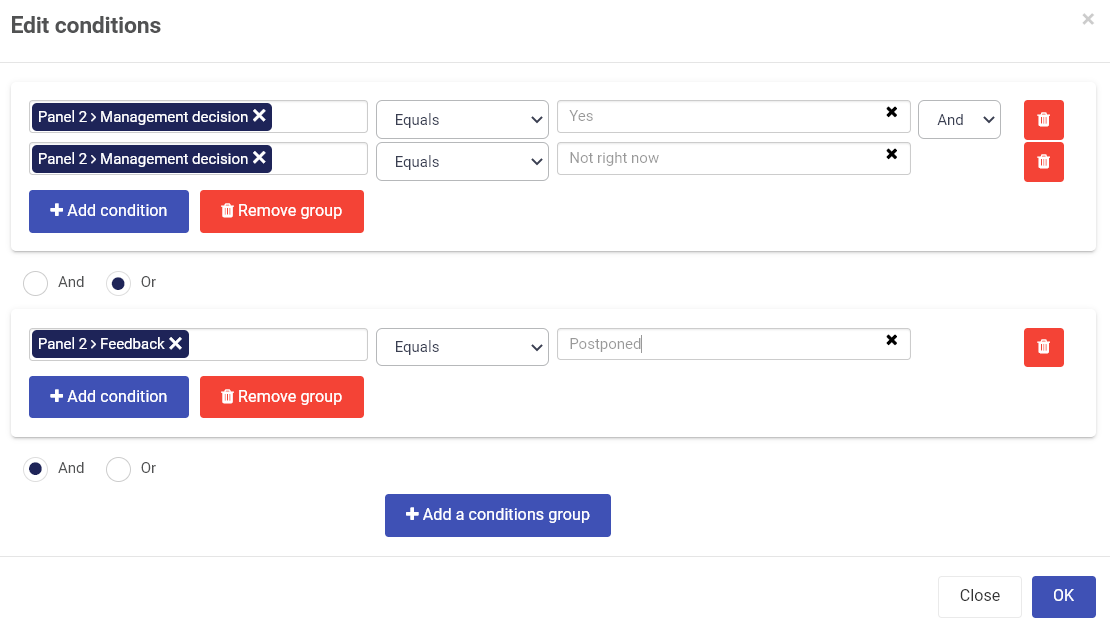 Edit conditions ×
Panel 2 > Management decision Equals Yes And
Panel 2 > Management decision Equals Not right now
Add condition Remove group
And Or
Panel 2 > Feedback Equals Postponed
Add condition Remove group
And Or
Add a conditions group
Close OK